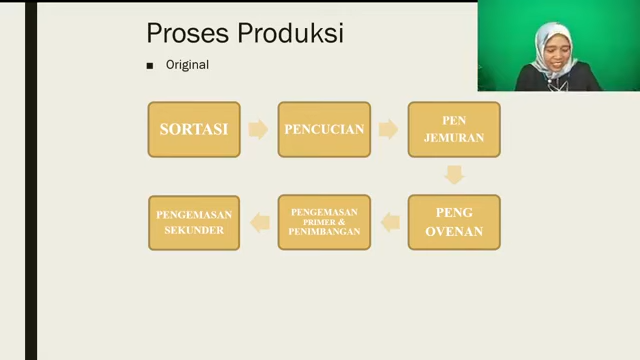 Proses Produksi
Original
SORTASI
PENCUCIAN
PEN
JEMURAN
PENG
OVENAN
PENGEMASAN
PRIMER &
PENIMBANGAN
PENGEMASAN
SEKUNDER